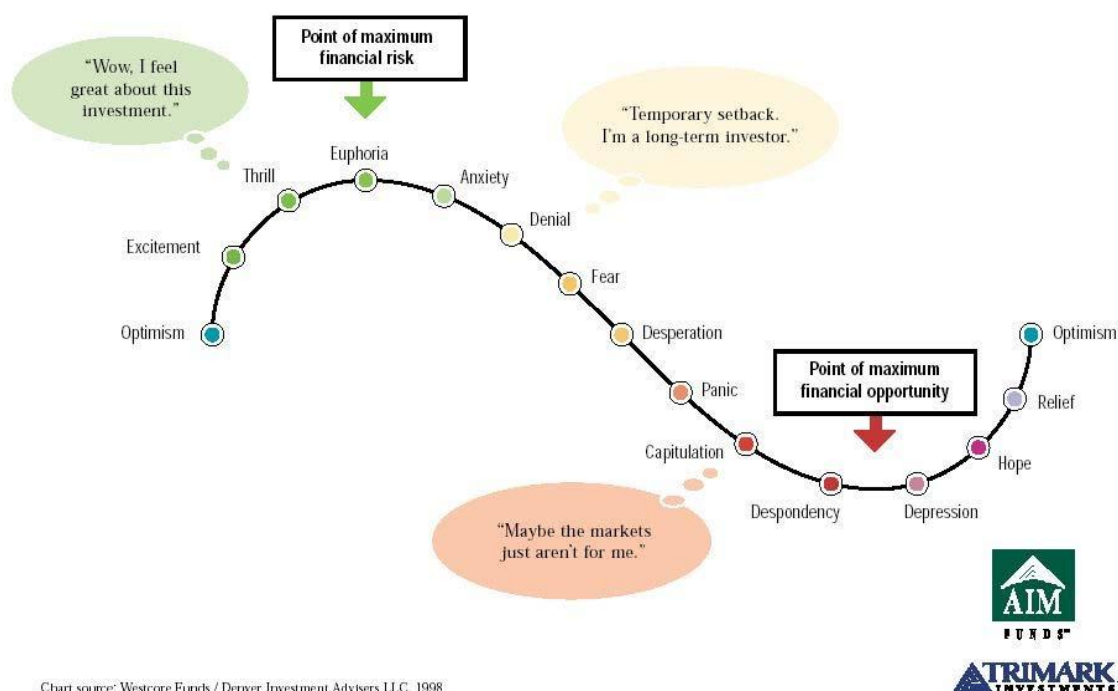 Point of maximum
financial risk
“Wow, I feel
great about this
investment.”
“Temporary setback.
I’m a long-term investor.”
Euphoria
Thrill
Anxiety
Denial
Excitement
Fear
Optimism
Desperation
Optimism
Point of maximum
financial opportunity
Panic
Relief
Capitulation
Hope
Despondency
Depression
“Maybe the markets
just aren’t for me.”
AIM
FUNDS™
TRIMARK
INVESTMENTS
Chart source: Westcore Funds / Denver Investment Advisers LLC, 1998